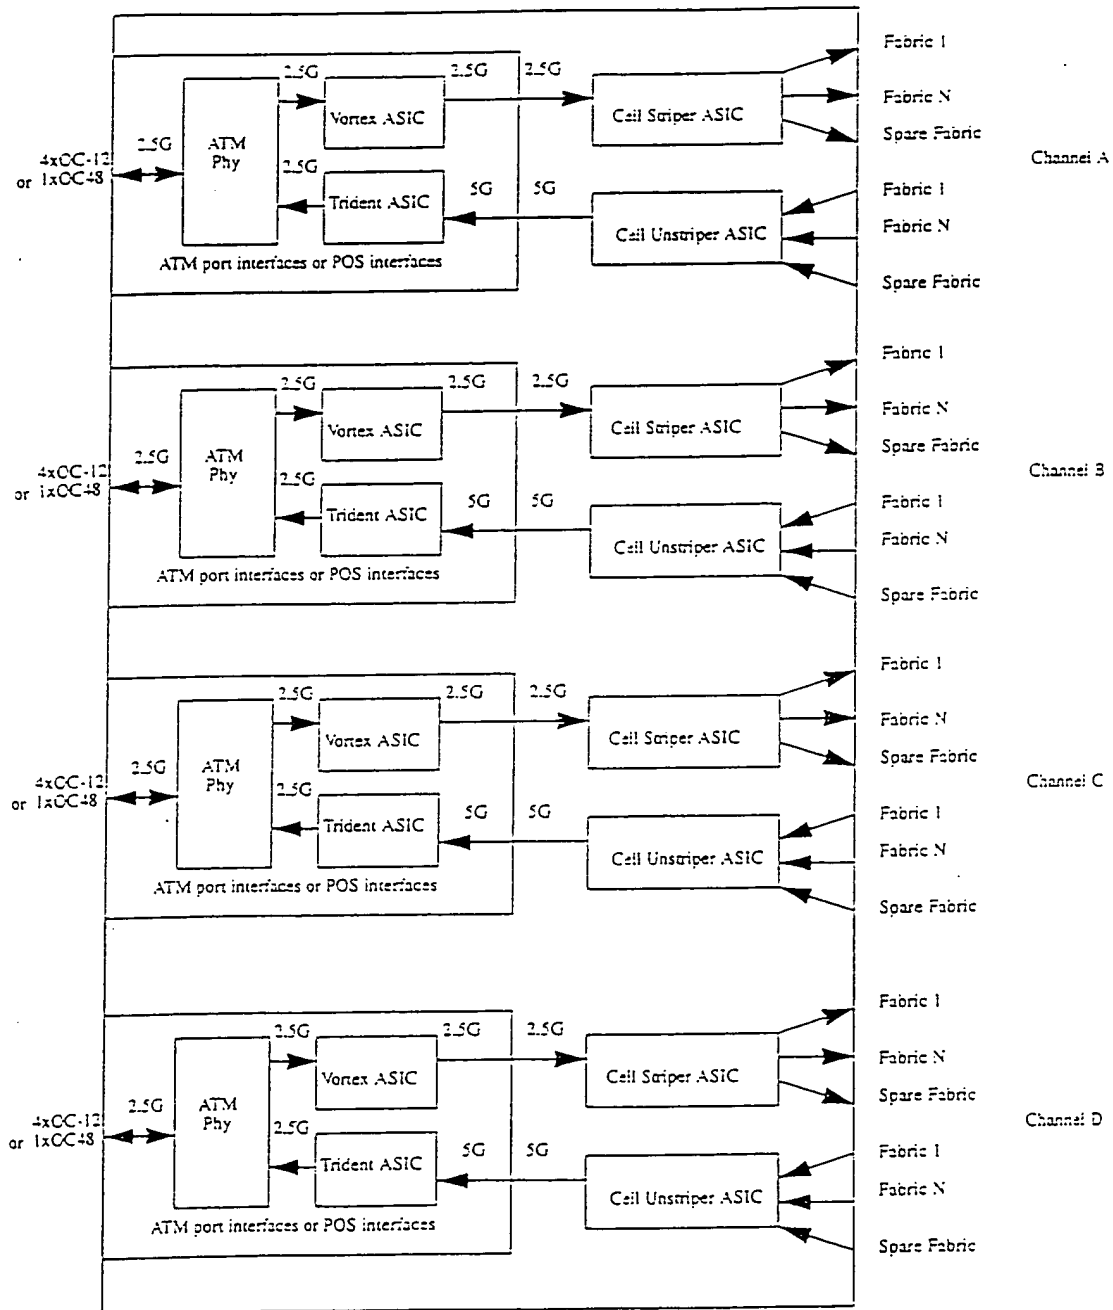 Fabric 1
2.5G 2.5G 2.5G
Vortex ASIC
Cell Striper ASIC
Fabric N
Spare Fabric
ATM
Phy
2.5G
4xOC-12
or 1xOC48
Channel A
2.5G
Trident ASIC
5G 5G
Fabric 1
Cell Unstriper ASIC
Fabric N
ATM port interfaces or POS interfaces
Spare Fabric
Fabric 1
2.5G 2.5G 2.5G
Vortex ASIC
Cell Striper ASIC
Fabric N
Spare Fabric
ATM
Phy
2.5G
4xOC-12
or 1xOC48
Channel B
2.5G
Trident ASIC
5G 5G
Fabric 1
Cell Unstriper ASIC
Fabric N
ATM port interfaces or POS interfaces
Spare Fabric
Fabric 1
2.5G 2.5G 2.5G
Vortex ASIC
Cell Striper ASIC
Fabric N
Spare Fabric
ATM
Phy
2.5G
4xOC-12
or 1xOC48
Channel C
2.5G
Trident ASIC
5G 5G
Fabric 1
Cell Unstriper ASIC
Fabric N
ATM port interfaces or POS interfaces
Spare Fabric
Fabric 1
2.5G 2.5G 2.5G
Vortex ASIC
Cell Striper ASIC
Fabric N
Spare Fabric
ATM
Phy
2.5G
4xOC-12
or 1xOC48
Channel D
2.5G
Trident ASIC
5G 5G
Fabric 1
Cell Unstriper ASIC
Fabric N
ATM port interfaces or POS interfaces
Spare Fabric